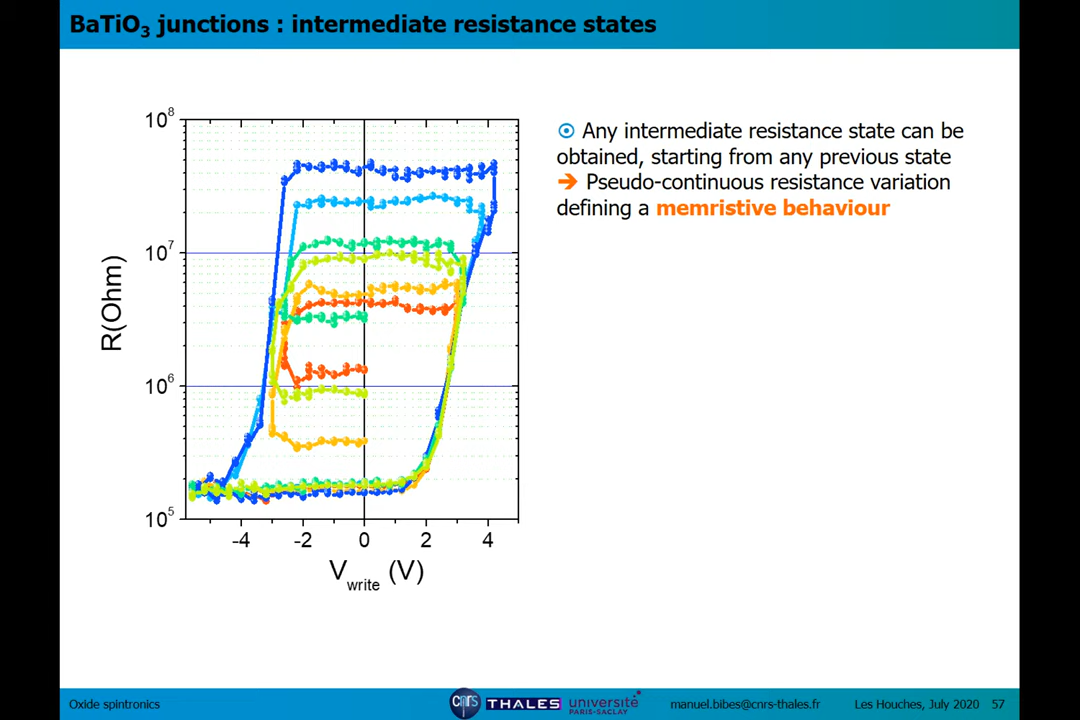 BaTiO3 junctions : intermediate resistance states
10^8
10^7
10^6
10^5
R(Ohm)
-4 -2 0 2 4
Vwrite (V)
Any intermediate resistance state can be
obtained, starting from any previous state
➔ Pseudo-continuous resistance variation
defining a memristive behaviour
Oxide spintronics
cnrs
THALES
université
PARIS-SACLAY
manuel.bibes@cnrs-thales.fr
Les Houches, July 2020 57